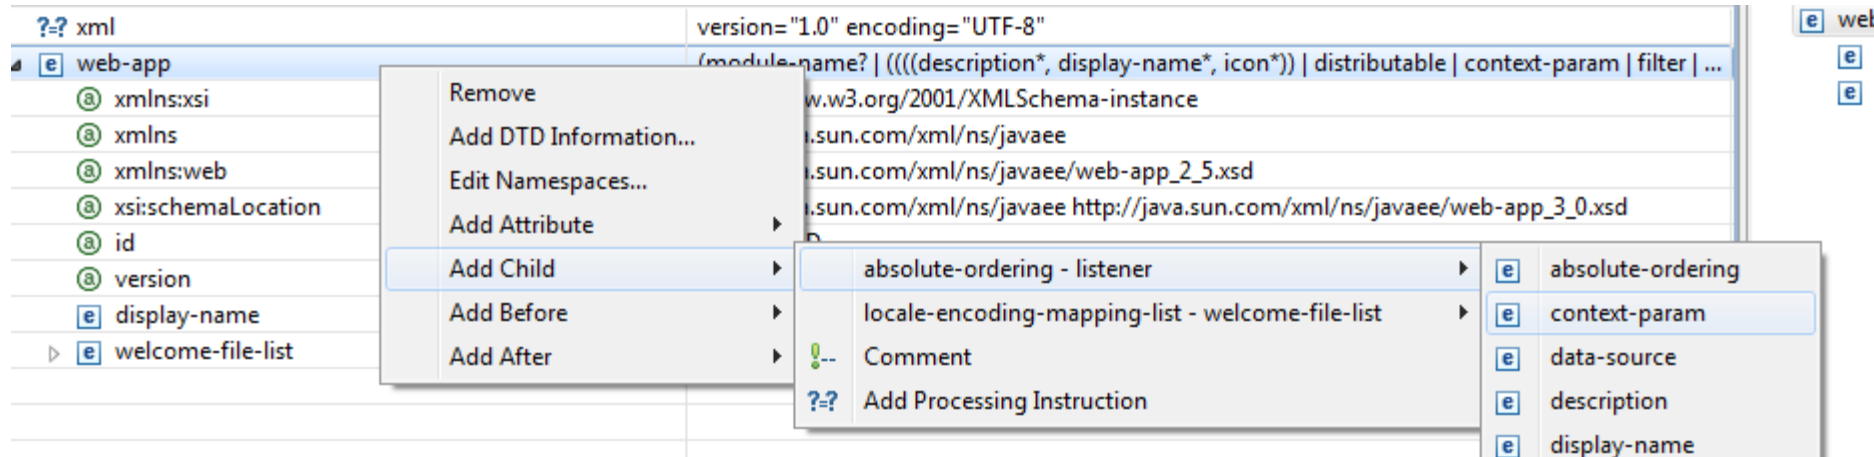 ?=? xml version="1.0" encoding="UTF-8"
e web-app (module-name? | ((((description*, display-name*, icon*)) | distributable | context-param | filter | ...
a xmlns:xsi w.w3.org/2001/XMLSchema-instance
a xmlns .sun.com/xml/ns/javaee
a xmlns:web .sun.com/xml/ns/javaee/web-app_2_5.xsd
a xsi:schemaLocation .sun.com/xml/ns/javaee http://java.sun.com/xml/ns/javaee/web-app_3_0.xsd
a id
a version
e display-name
e welcome-file-list
Remove
Add DTD Information...
Edit Namespaces...
Add Attribute
Add Child
Add Before
Add After
absolute-ordering - listener
locale-encoding-mapping-list - welcome-file-list
!-- Comment
?=? Add Processing Instruction
e absolute-ordering
e context-param
e data-source
e description
e display-name
e web
e
e